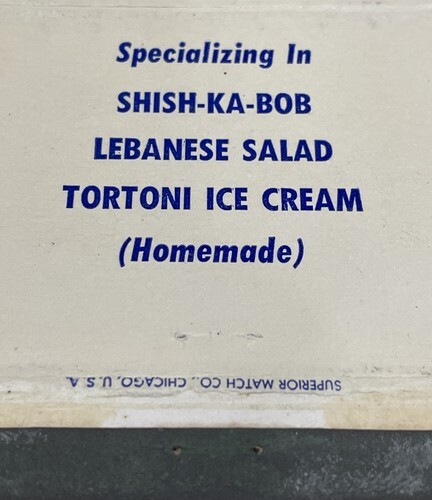 Specializing In
SHISH-KA-BOB
LEBANESE SALAD
TORTONI ICE CREAM
(Homemade)
SUPERIOR MATCH CO., CHICAGO, U. S. A.